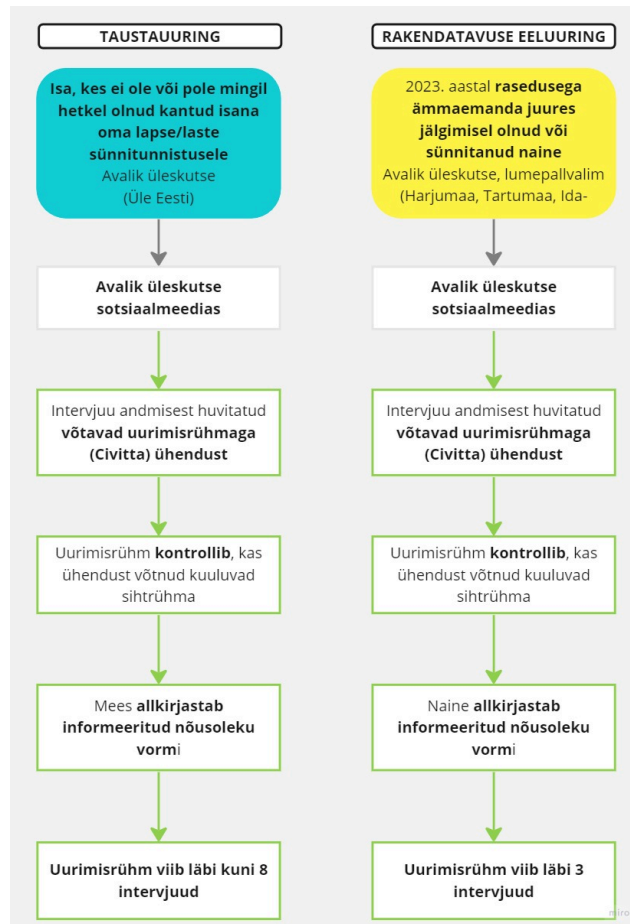 TAUSTAUURING
Isa, kes ei ole või pole mingil
hetkel olnud kantud isana
oma lapse/laste
sünnitunnistusele
Avalik üleskutse
(Üle Eesti)
Avalik üleskutse
sotsiaalmeedias
Intervjuu andmisest huvitatud
võtavad uurimisrühmaga
(Civitta) ühendust
Uurimisrühm kontrollib, kas
ühendust võtnud kuuluvad
sihtrühma
Mees allkirjastab
informeeritud nõusoleku
vormi
Uurimisrühm viib läbi kuni 8
intervjuud
RAKENDATAVUSE EELUURING
2023. aastal rasedusega
ämmaemanda juures
jälgimisel olnud või
sünnitanud naine
Avalik üleskutse, lumepallvalim
(Harjumaa, Tartumaa, Ida-
Avalik üleskutse
sotsiaalmeedias
Intervjuu andmisest huvitatud
võtavad uurimisrühmaga
(Civitta) ühendust
Uurimisrühm kontrollib, kas
ühendust võtnud kuuluvad
sihtrühma
Naine allkirjastab
informeeritud nõusoleku
vormi
Uurimisrühm viib läbi 3
intervjuud
miro